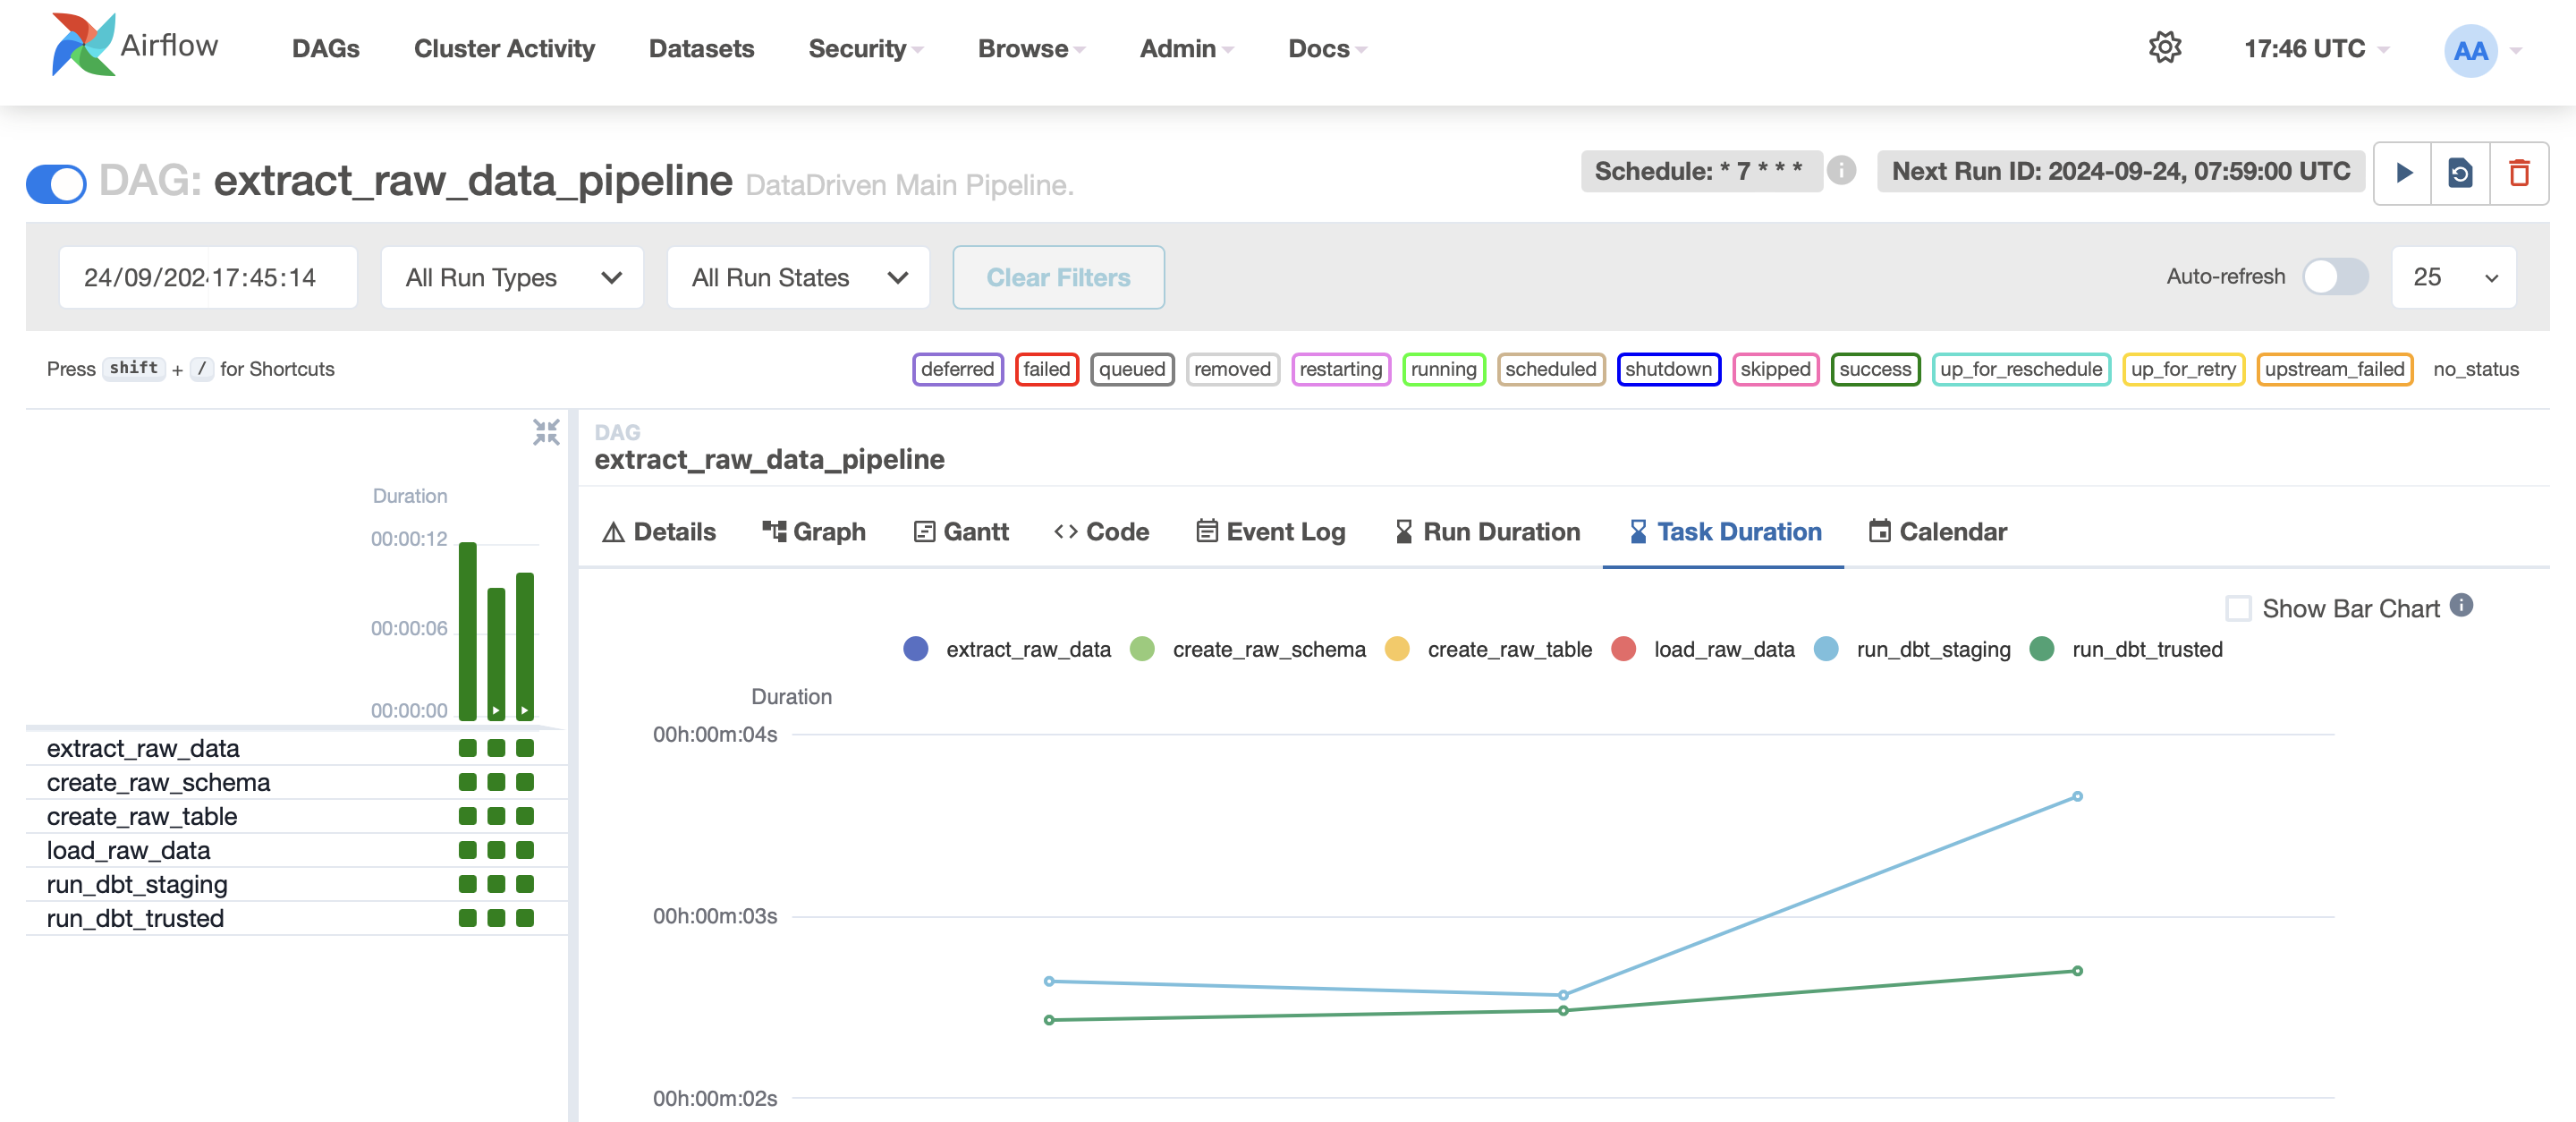 Airflow DAGs Cluster Activity Datasets Security Browse Admin Docs 17:46 UTC AA
DAG: extract_raw_data_pipeline DataDriven Main Pipeline. Schedule: * 7 * * * Next Run ID: 2024-09-24, 07:59:00 UTC
24/09/202 17:45:14 All Run Types All Run States Clear Filters Auto-refresh 25
Press shift + / for Shortcuts deferred failed queued removed restarting running scheduled shutdown skipped success up_for_reschedule up_for_retry upstream_failed no_status
DAG
extract_raw_data_pipeline
Details Graph Gantt Code Event Log Run Duration Task Duration Calendar
Duration
00:00:12
00:00:06
00:00:00
extract_raw_data
create_raw_schema
create_raw_table
load_raw_data
run_dbt_staging
run_dbt_trusted
Show Bar Chart
extract_raw_data create_raw_schema create_raw_table load_raw_data run_dbt_staging run_dbt_trusted
Duration
00h:00m:04s
00h:00m:03s
00h:00m:02s